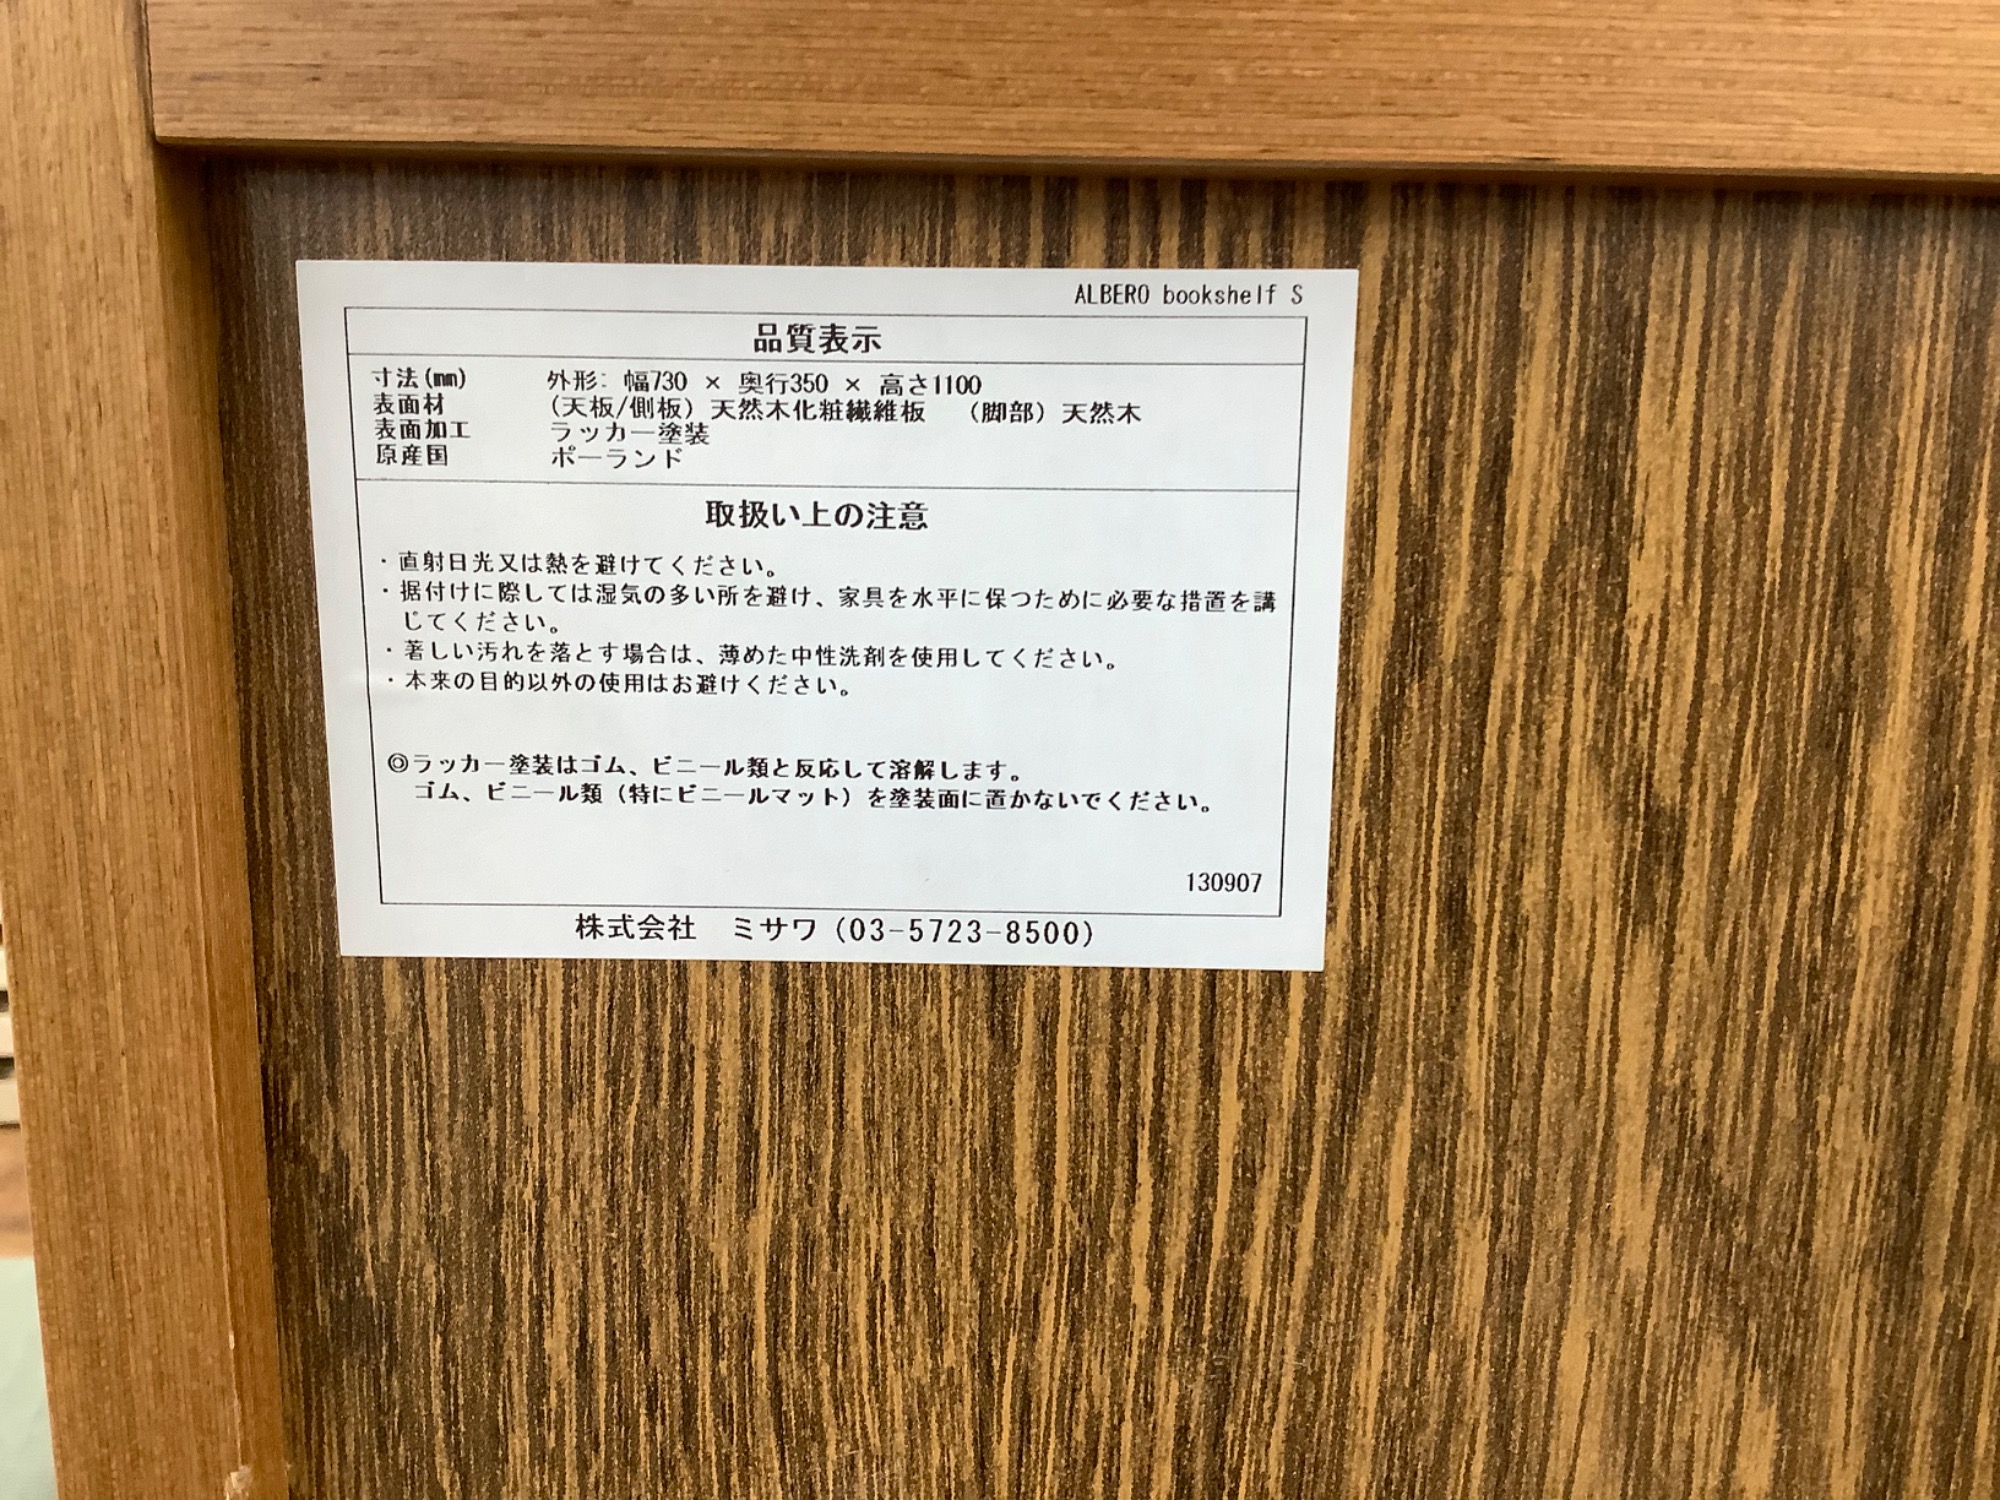 ALBERO bookshelf S
品質表示
寸法(mm) 外形: 幅730 × 奥行350 × 高さ1100
表面材 (天板/側板) 天然木化粧繊維板 (脚部) 天然木
表面加工 ラッカー塗装
原産国 ポーランド
取扱い上の注意
・直射日光又は熱を避けてください。
・据付けに際しては湿気の多い所を避け、家具を水平に保つために必要な措置を講
じてください。
・著しい汚れを落とす場合は、薄めた中性洗剤を使用してください。
・本来の目的以外の使用はお避けください。
◎ラッカー塗装はゴム、ビニール類と反応して溶解します。
ゴム、ビニール類（特にビニールマット）を塗装面に置かないでください。
130907
株式会社 ミサワ (03-5723-8500)